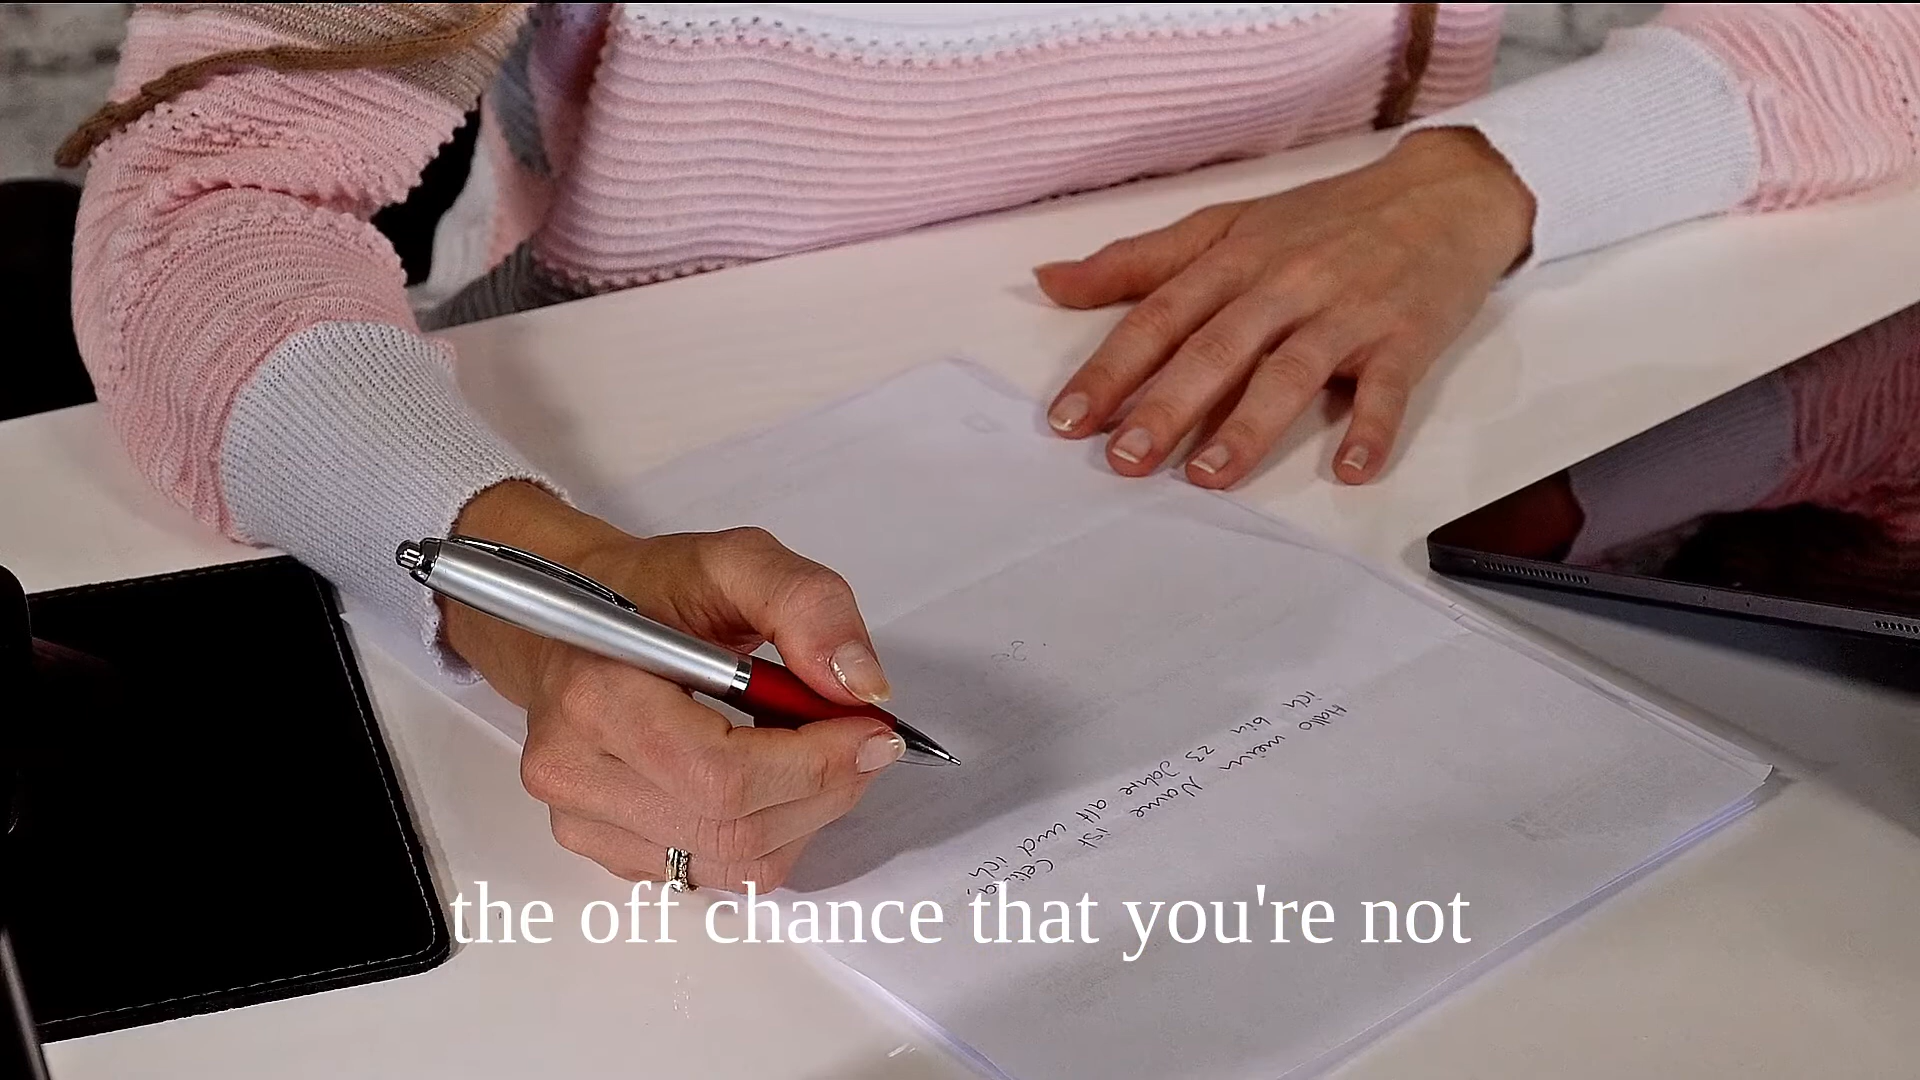 Hallo mein Name ist Celina,
ich bin 23 Jahre alt und ich
the off chance that you're not